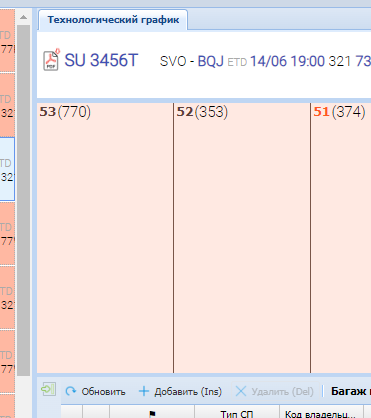 Технологический график
SU 3456T SVO - BQJ ETD 14/06 19:00 321 73
53(770) 52(353) 51(374)
TD
77
TD
32
TD
32
TD
779
TD
32
TD
779
Обновить Добавить (Ins) Удалить (Del) Багаж
Тип СП Код владельц...